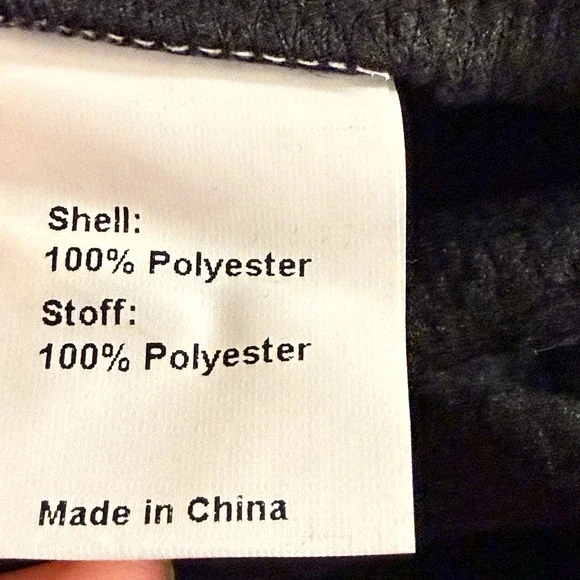 Shell:
100% Polyester
Stoff:
100% Polyester
Made in China